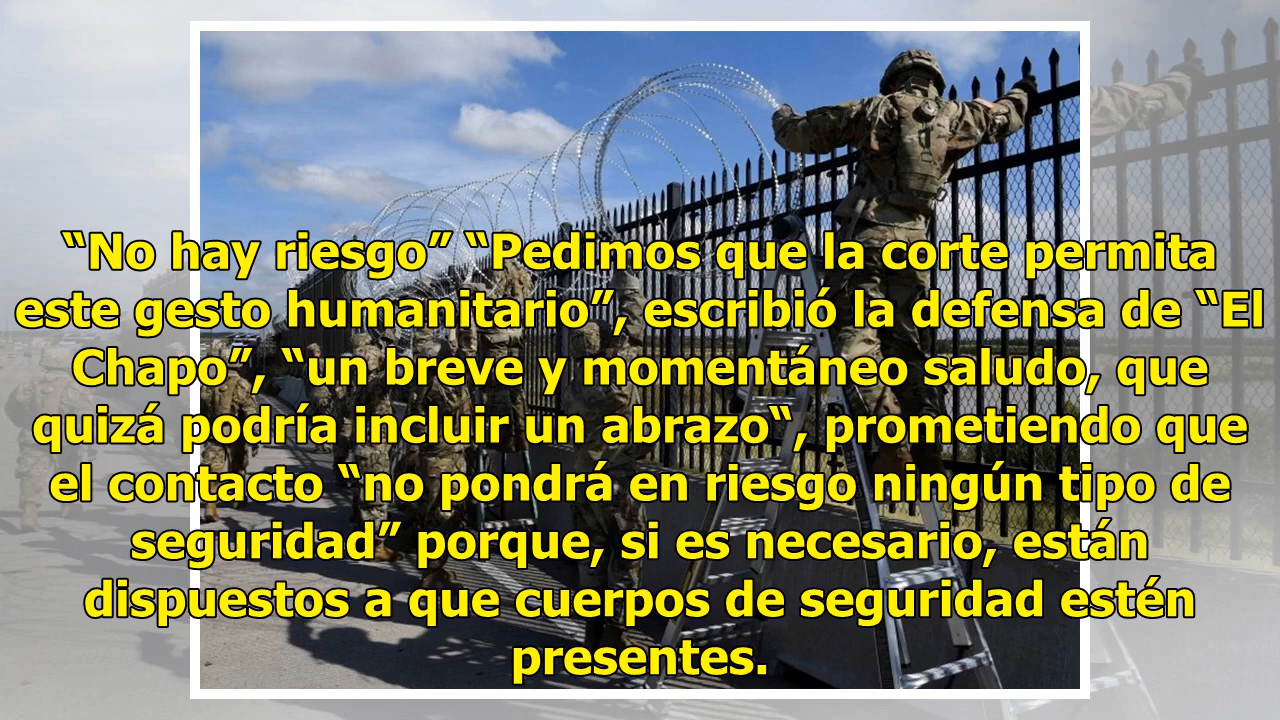 “No hay riesgo” “Pedimos que la corte permita
este gesto humanitario”, escribió la defensa de “El
Chapo”, “un breve y momentáneo saludo, que
quizá podría incluir un abrazo“, prometiendo que
el contacto “no pondrá en riesgo ningún tipo de
seguridad” porque, si es necesario, están
dispuestos a que cuerpos de seguridad estén
presentes.